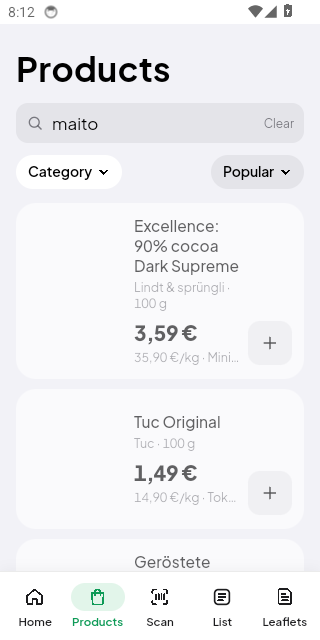 8:12
Products
maito
Clear
Category
Popular
Excellence:
90% cocoa
Dark Supreme
Lindt & sprüngli ·
100 g
3,59 €
35,90 €/kg · Mini...
Tuc Original
Tuc · 100 g
1,49 €
14,90 €/kg · Tok...
Geröstete
Home
Products
Scan
List
Leaflets